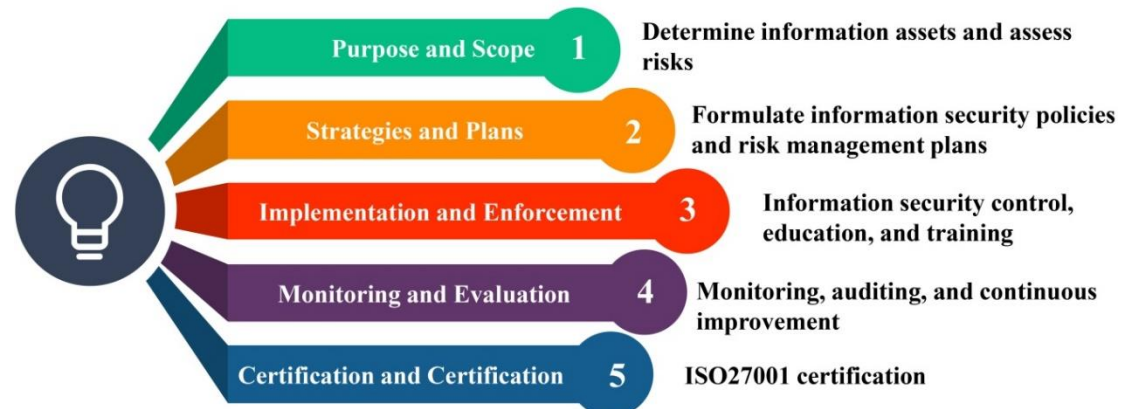 Purpose and Scope
1
Determine information assets and assess
risks
Strategies and Plans
2
Formulate information security policies
and risk management plans
Implementation and Enforcement
3
Information security control,
education, and training
Monitoring and Evaluation
4
Monitoring, auditing, and continuous
improvement
Certification and Certification
5
ISO27001 certification